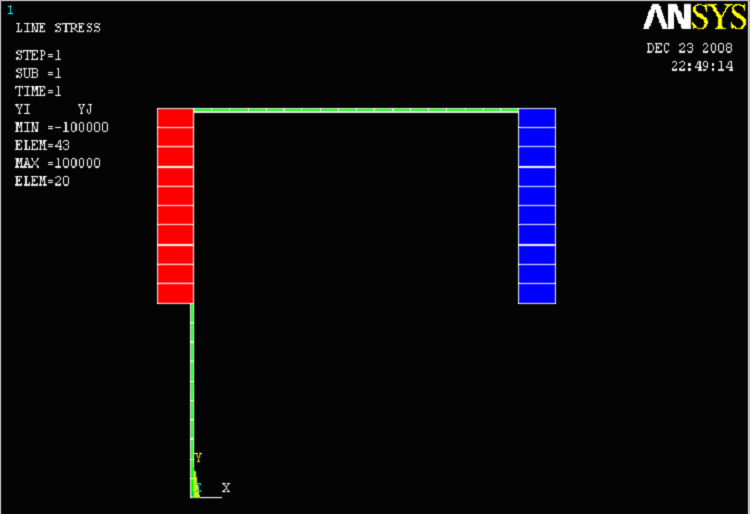 1
ANSYS
LINE STRESS
DEC 23 2008
22:49:14
STEP=1
SUB =1
TIME=1
YI YJ
MIN =-100000
ELEM=43
MAX =100000
ELEM=20
Y
X